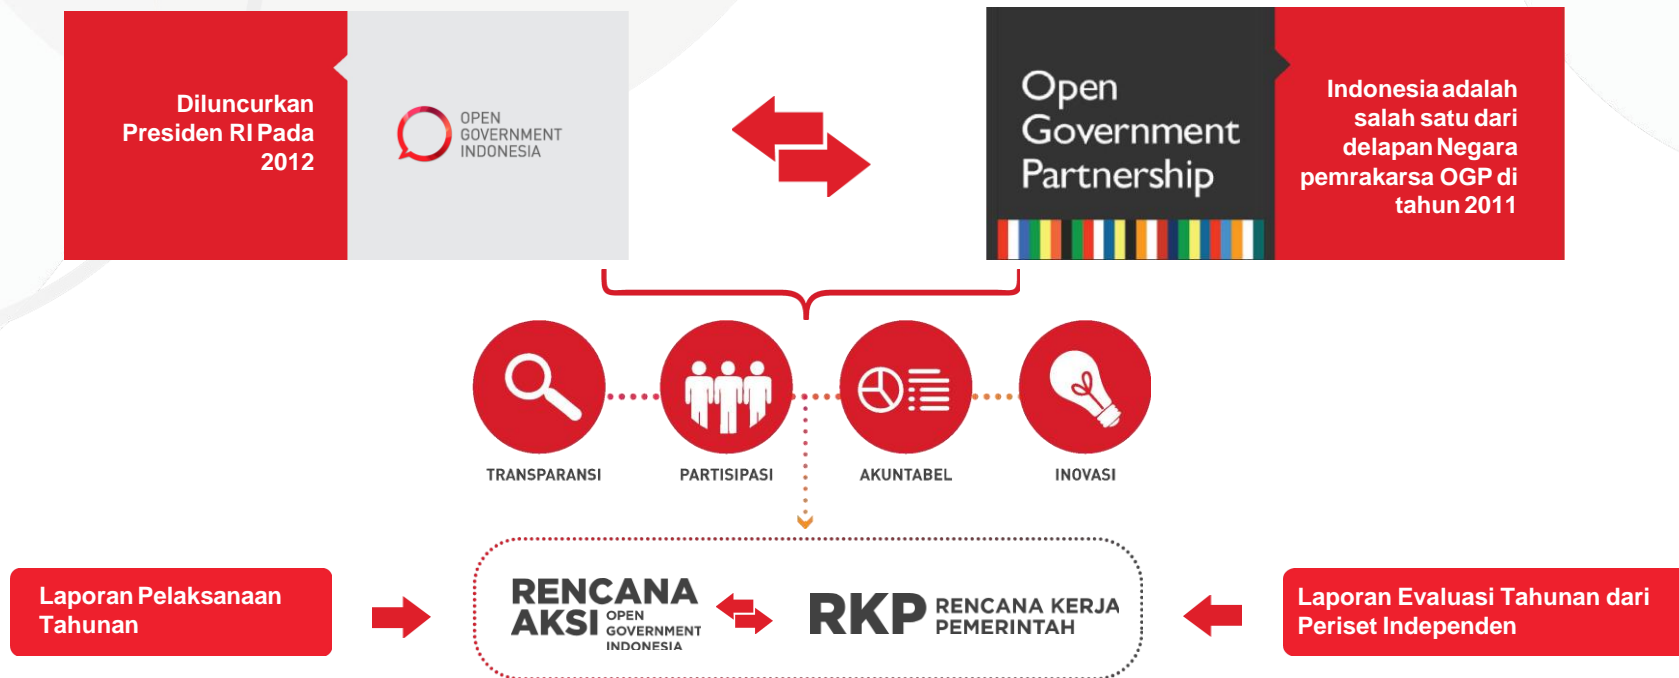 Diluncurkan
Presiden RI Pada
2012
OPEN
GOVERNMENT
INDONESIA
Open
Government
Partnership
Indonesia adalah
salah satu dari
delapan Negara
pemrakarsa OGP di
tahun 2011
TRANSPARANSI
PARTISIPASI
AKUNTABEL
INOVASI
Laporan Pelaksanaan
Tahunan
RENCANA
AKSI OPEN
GOVERNMENT
INDONESIA
RKP RENCANA KERJA
PEMERINTAH
Laporan Evaluasi Tahunan dari
Periset Independen